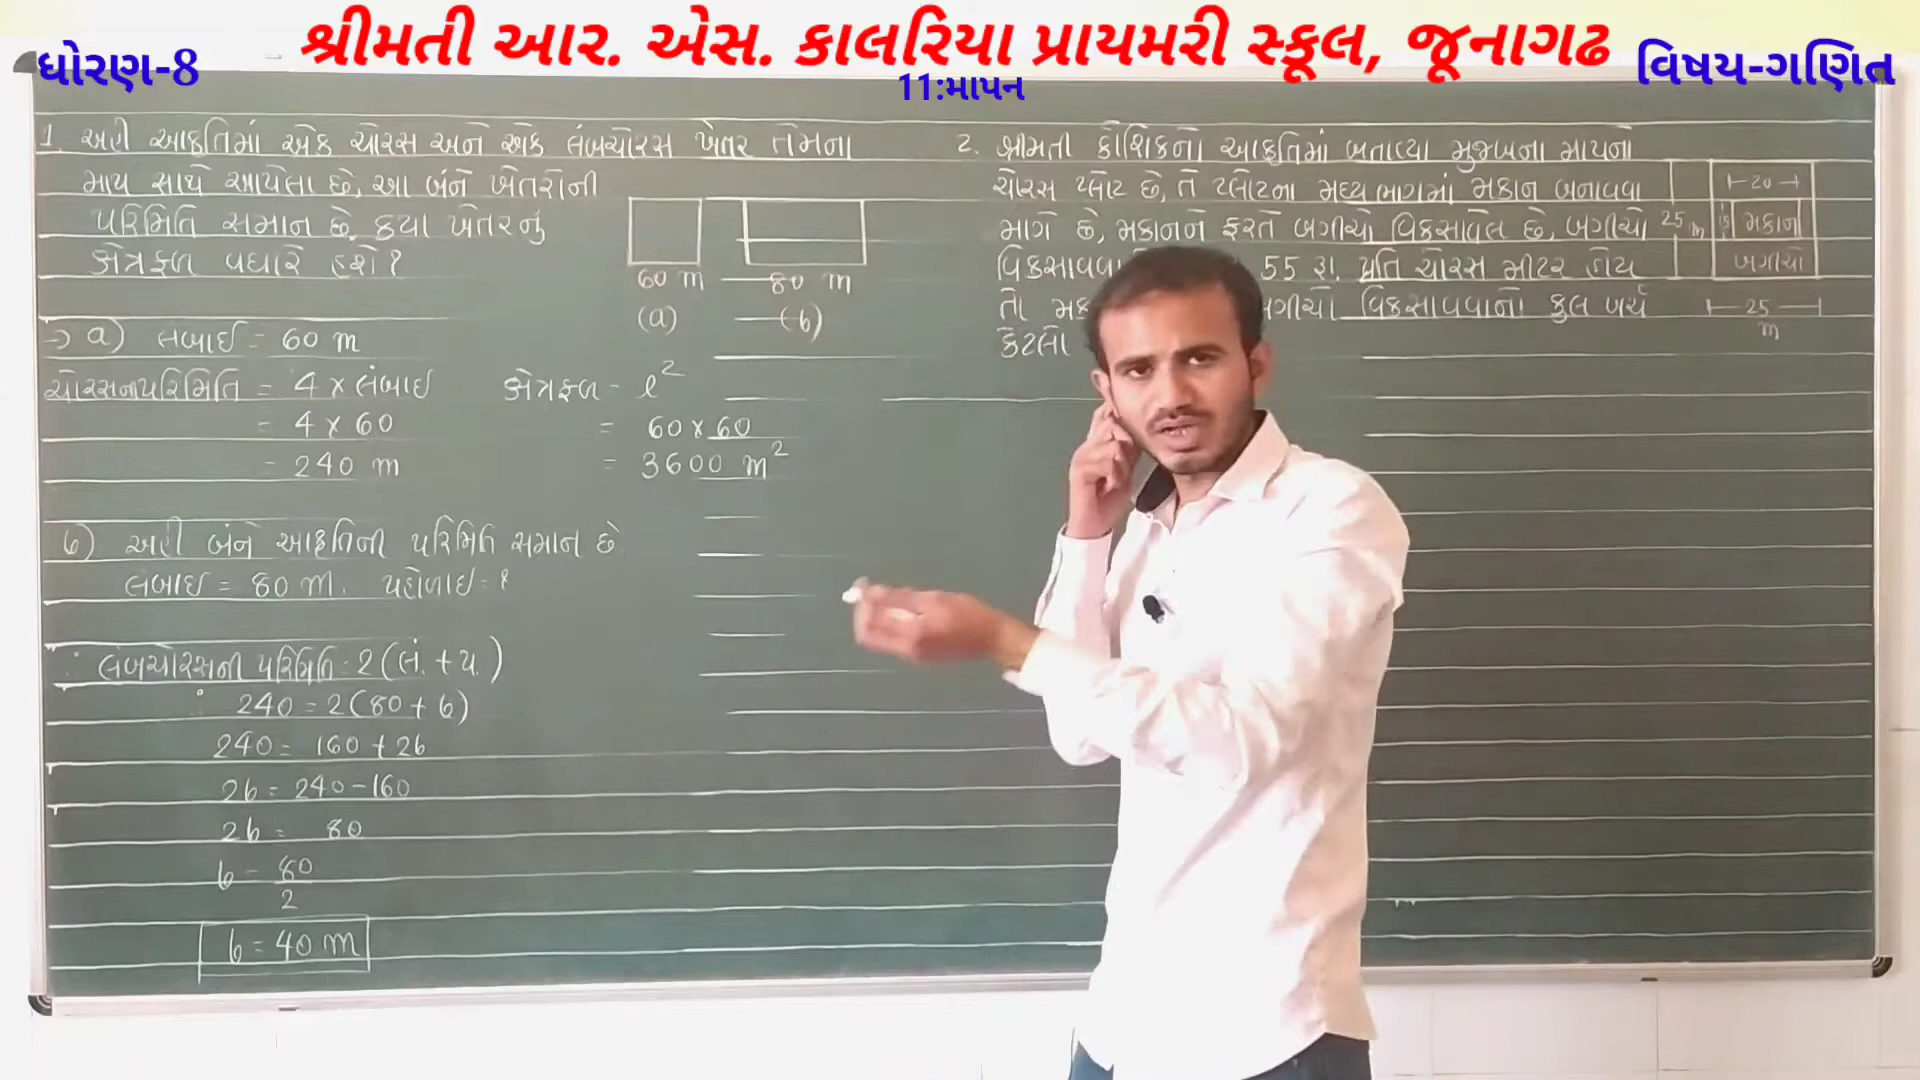 શ્રીમતી આર. એસ. કાલરિયા પ્રાયમરી સ્કૂલ, જૂનાગઢ
ધોરણ-8
વિષય-ગણિત
11:માપન
1. અહીં આકૃતિમાં એક ચોરસ અને એક લંબચોરસ ખેતર તેમના
માપ સાથે આપેલા છે, આ બંને ખેતરોની
પરિમિતિ સમાન છે. કયા ખેતરનું
ક્ષેત્રફળ વધારે હશે?
60 m 80 m
(a) (b)
→ a) લંબાઈ = 60 m
ચોરસના પરિમિતિ = 4 × લંબાઈ
= 4 × 60
= 240 m
ક્ષેત્રફળ = l²
= 60 × 60
= 3600 m²
b) અહીં બંને આકૃતિની પરિમિતિ સમાન છે
લંબાઈ = 80 m. પહોળાઈ = ?
∴ લંબચોરસની પરિમિતિ = 2 (લં. + પ.)
∴ 240 = 2 (80 + b)
240 = 160 + 2b
2b = 240 - 160
2b = 80
b = 80
2
b = 40 m
2. શ્રીમતી કૌશિકનો આકૃતિમાં બતાવ્યા મુજબના માપનો
ચોરસ પ્લોટ છે, તે પ્લોટના મધ્ય ભાગમાં મકાન બનાવવા
માગે છે, મકાનને ફરતે બગીચો વિકસાવેલ છે, બગીચો
વિકસાવવા 55 રૂ. પ્રતિ ચોરસ મીટર હોય
તો બગીચો વિકસાવવાનો કુલ ખર્ચ
કેટલો
20
25 m
15 મકાન
બગીચો
25
m